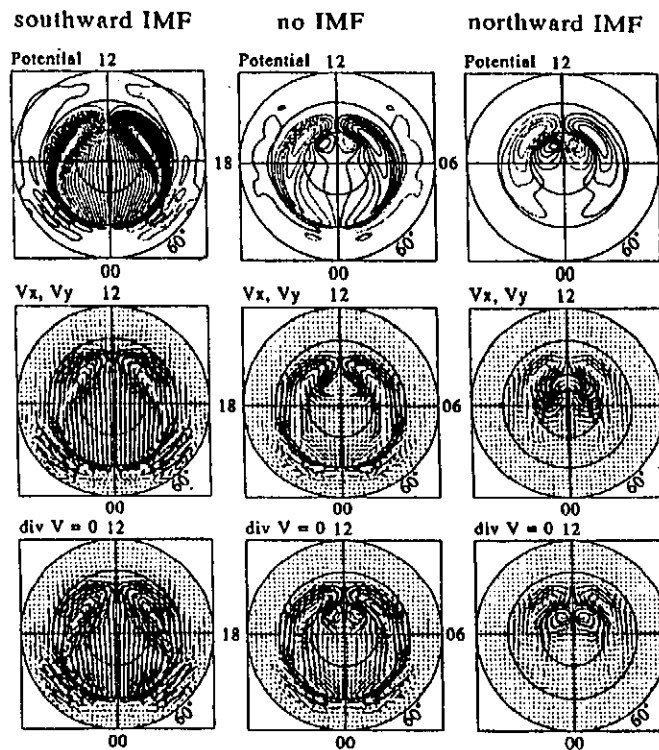 southward IMF no IMF northward IMF
Potential 12 Potential 12 Potential 12
18 06
60° 60° 60°
00 00 00
Vx, Vy 12 Vx, Vy 12 Vx, Vy 12
18 06
60° 60° 60°
00 00 00
div V = 0 12 div V = 0 12 div V = 0 12
18 06
60° 60° 60°
00 00 00